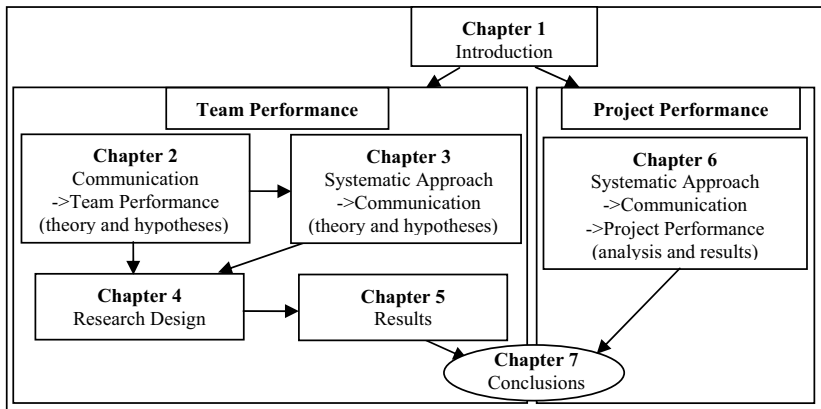 Chapter 1
Introduction
Team Performance
Project Performance
Chapter 2
Communication
->Team Performance
(theory and hypotheses)
Chapter 3
Systematic Approach
->Communication
(theory and hypotheses)
Chapter 6
Systematic Approach
->Communication
->Project Performance
(analysis and results)
Chapter 4
Research Design
Chapter 5
Results
Chapter 7
Conclusions